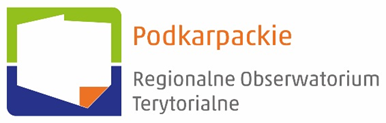 Podkarpackie
Regionalne Obserwatorium
Terytorialne